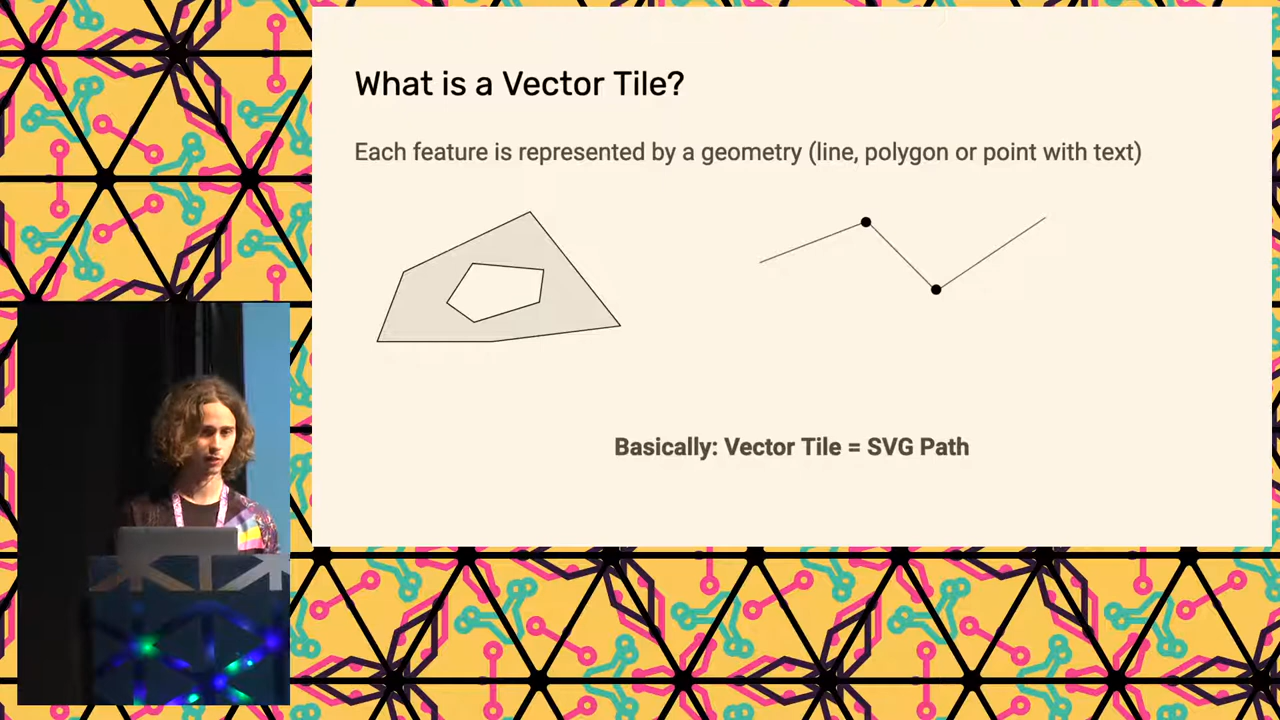 What is a Vector Tile?
Each feature is represented by a geometry (line, polygon or point with text)
Basically: Vector Tile = SVG Path